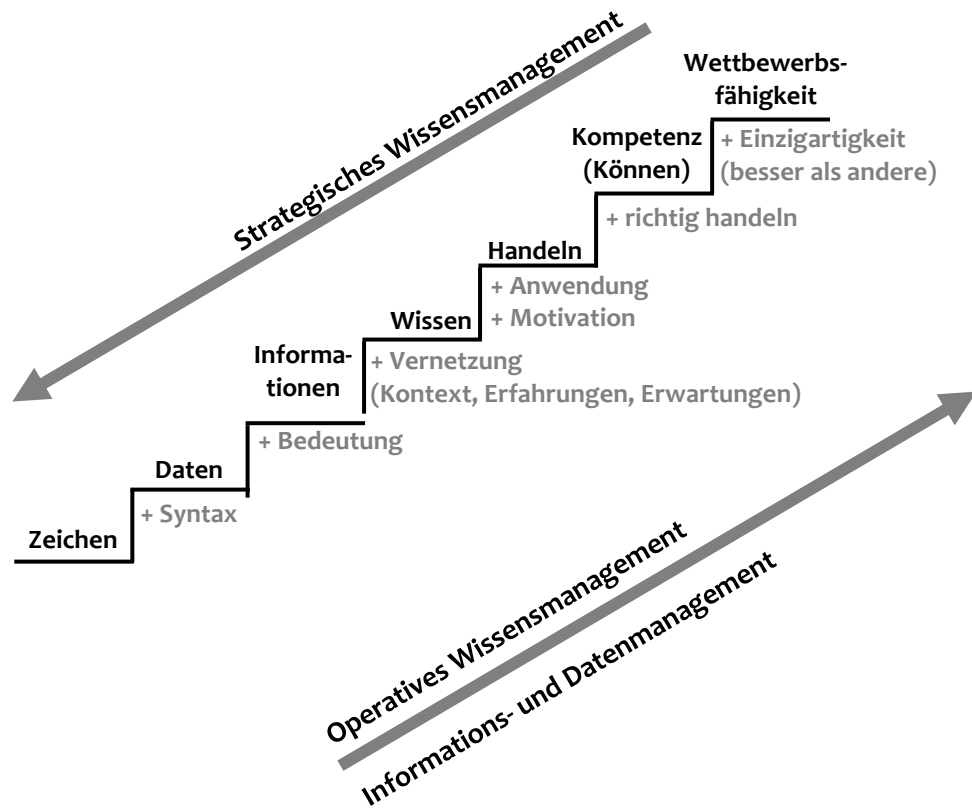 Strategisches Wissensmanagement
Wettbewerbs-
fähigkeit
+ Einzigartigkeit
(besser als andere)
Kompetenz
(Können)
+ richtig handeln
Handeln
+ Anwendung
+ Motivation
Wissen
+ Vernetzung
(Kontext, Erfahrungen, Erwartungen)
Informa-
tionen
+ Bedeutung
Daten
+ Syntax
Zeichen
Operatives Wissensmanagement
Informations- und Datenmanagement